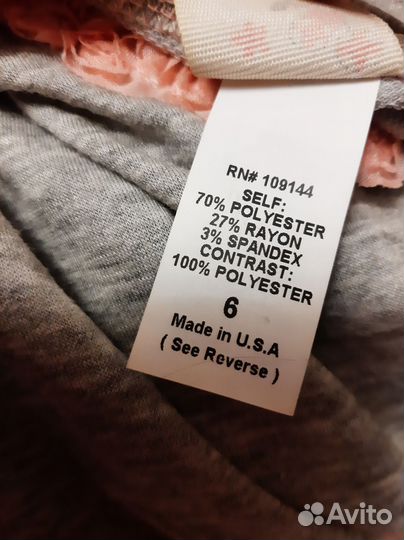 RN# 109144
SELF:
70% POLYESTER
27% RAYON
3% SPANDEX
CONTRAST:
100% POLYESTER
6
Made in U.S.A
( See Reverse )
Avito